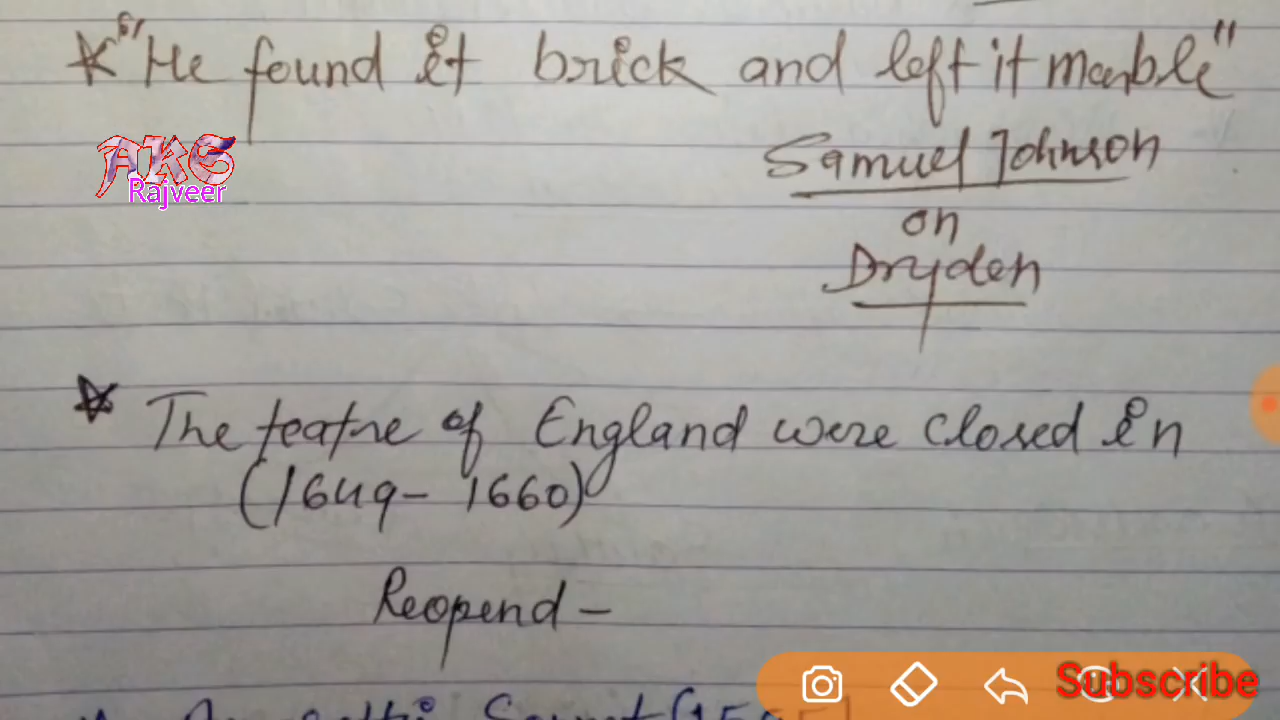 "He found it brick and left it marble"
AKS
Rajveer
Samuel Johnson
on
Dryden
The teatre of England were closed in
(1649- 1660)
Reopend -
Subscribe